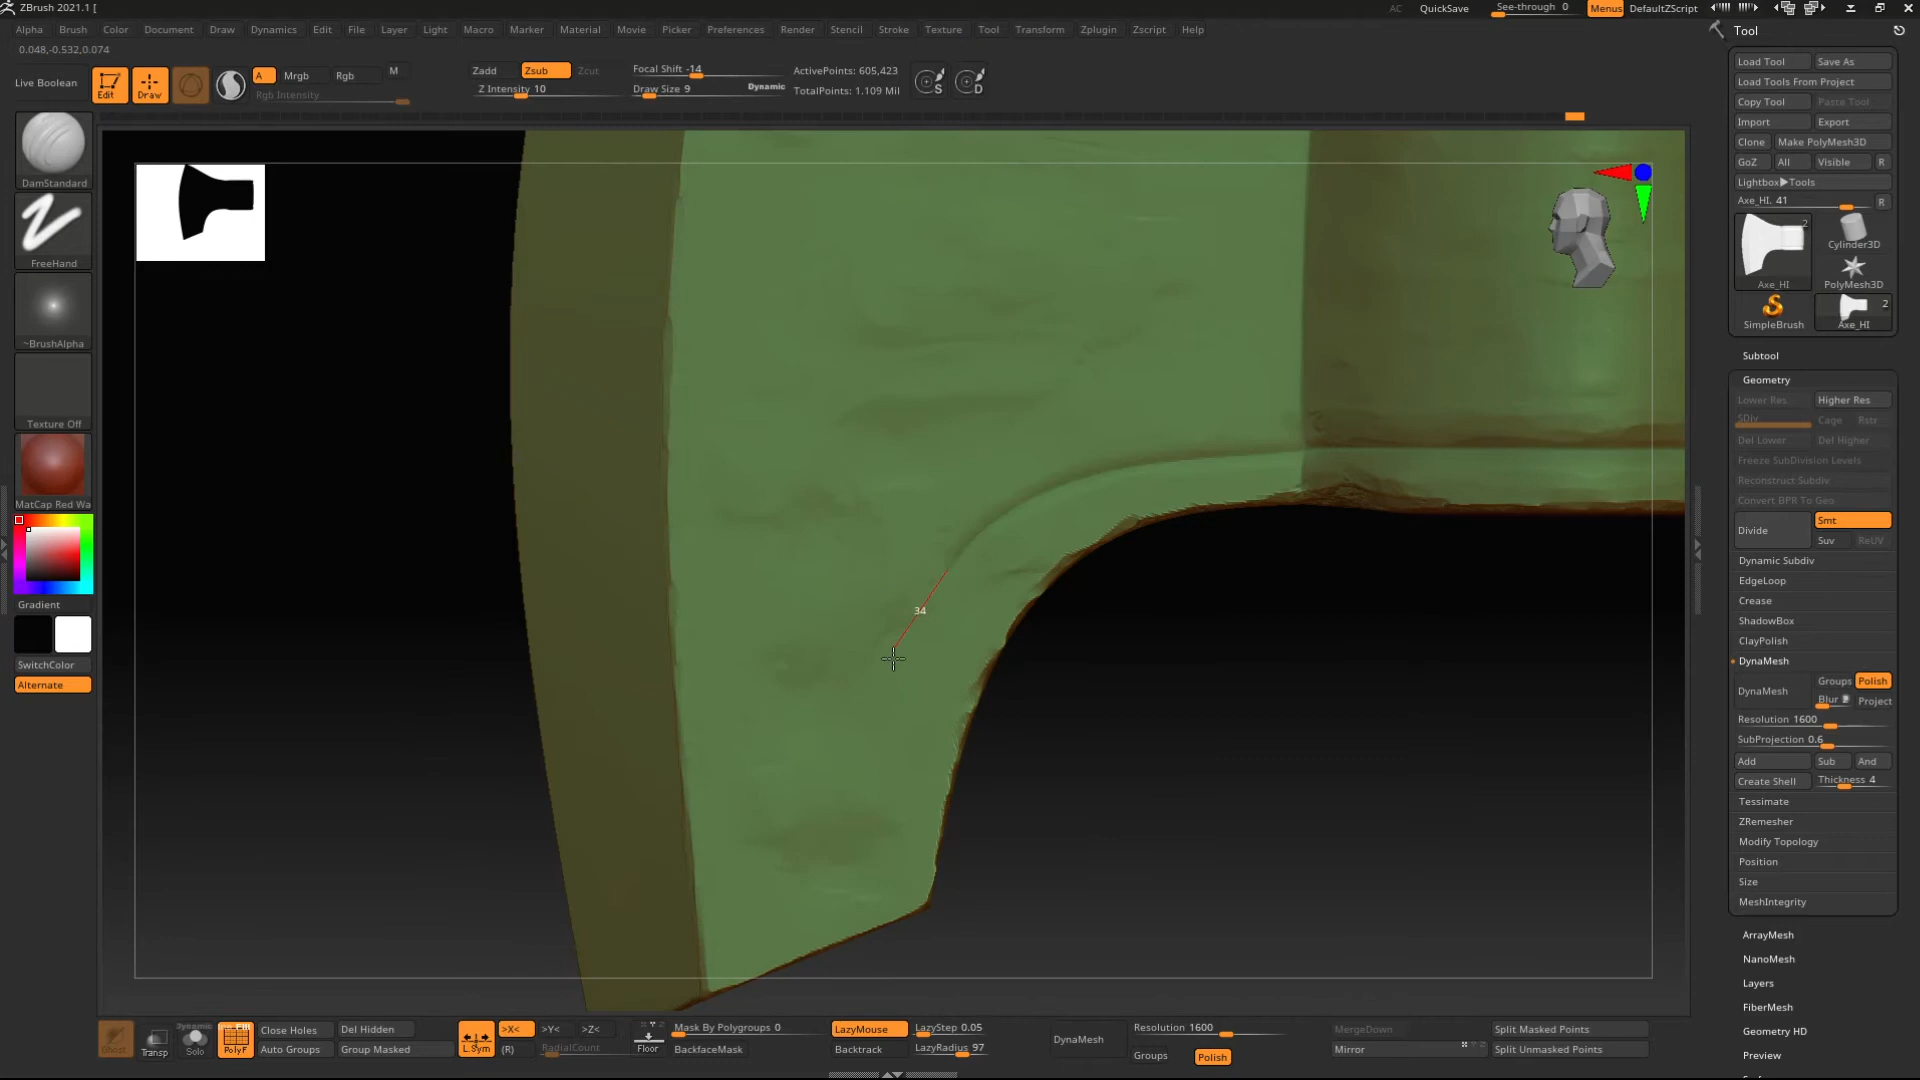 ZBrush 2021.1 [
AC QuickSave See-through 0 Menus DefaultZScript
Alpha Brush Color Document Draw Dynamics Edit File Layer Light Macro Marker Material Movie Picker Preferences Render Stencil Stroke Texture Tool Transform Zplugin Zscript Help
0.048,-0.532,0.074
Live Boolean
Edit
Draw
A Mrgb Rgb M
Rgb Intensity
Zadd Zsub Zcut
Z Intensity 10
Focal Shift -14
Draw Size 9 Dynamic
ActivePoints: 605,423
TotalPoints: 1.109 Mil
S
D
DamStandard
FreeHand
~BrushAlpha
Texture Off
MatCap Red Wa
Gradient
SwitchColor
Alternate
34
Tool
Load Tool Save As
Load Tools From Project
Copy Tool Paste Tool
Import Export
Clone Make PolyMesh3D
GoZ All Visible R
Lightbox▶Tools
Axe_HI. 41 R
2
Axe_HI
Cylinder3D
PolyMesh3D
SimpleBrush
2
Axe_HI
Subtool
Geometry
Lower Res Higher Res
SDiv Cage Rstr
Del Lower Del Higher
Freeze SubDivision Levels
Reconstruct Subdiv
Convert BPR To Geo
Divide Smt
Suv ReUV
Dynamic Subdiv
EdgeLoop
Crease
ShadowBox
ClayPolish
DynaMesh
DynaMesh Groups Polish
Blur Project
Resolution 1600
SubProjection 0.6
Add Sub And
Create Shell Thickness 4
Tessimate
ZRemesher
Modify Topology
Position
Size
MeshIntegrity
ArrayMesh
NanoMesh
Layers
FiberMesh
Geometry HD
Preview
Ghost
Transp
Dynamic
Solo
PolyF
Close Holes Del Hidden
Auto Groups Group Masked
L.Sym
>X< >Y< >Z<
(R) RadialCount
Floor
Mask By Polygroups 0
BackfaceMask
LazyMouse LazyStep 0.05
Backtrack LazyRadius 97
DynaMesh
Resolution 1600
Groups Polish
MergeDown
Mirror
Split Masked Points
Split Unmasked Points